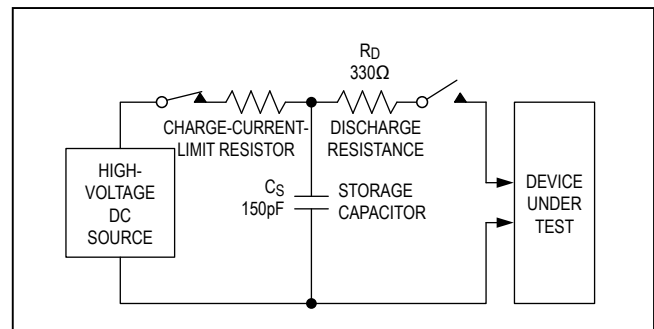 RD
330Ω
CHARGE-CURRENT-
LIMIT RESISTOR
DISCHARGE
RESISTANCE
HIGH-
VOLTAGE
DC
SOURCE
CS
150pF
STORAGE
CAPACITOR
DEVICE
UNDER
TEST